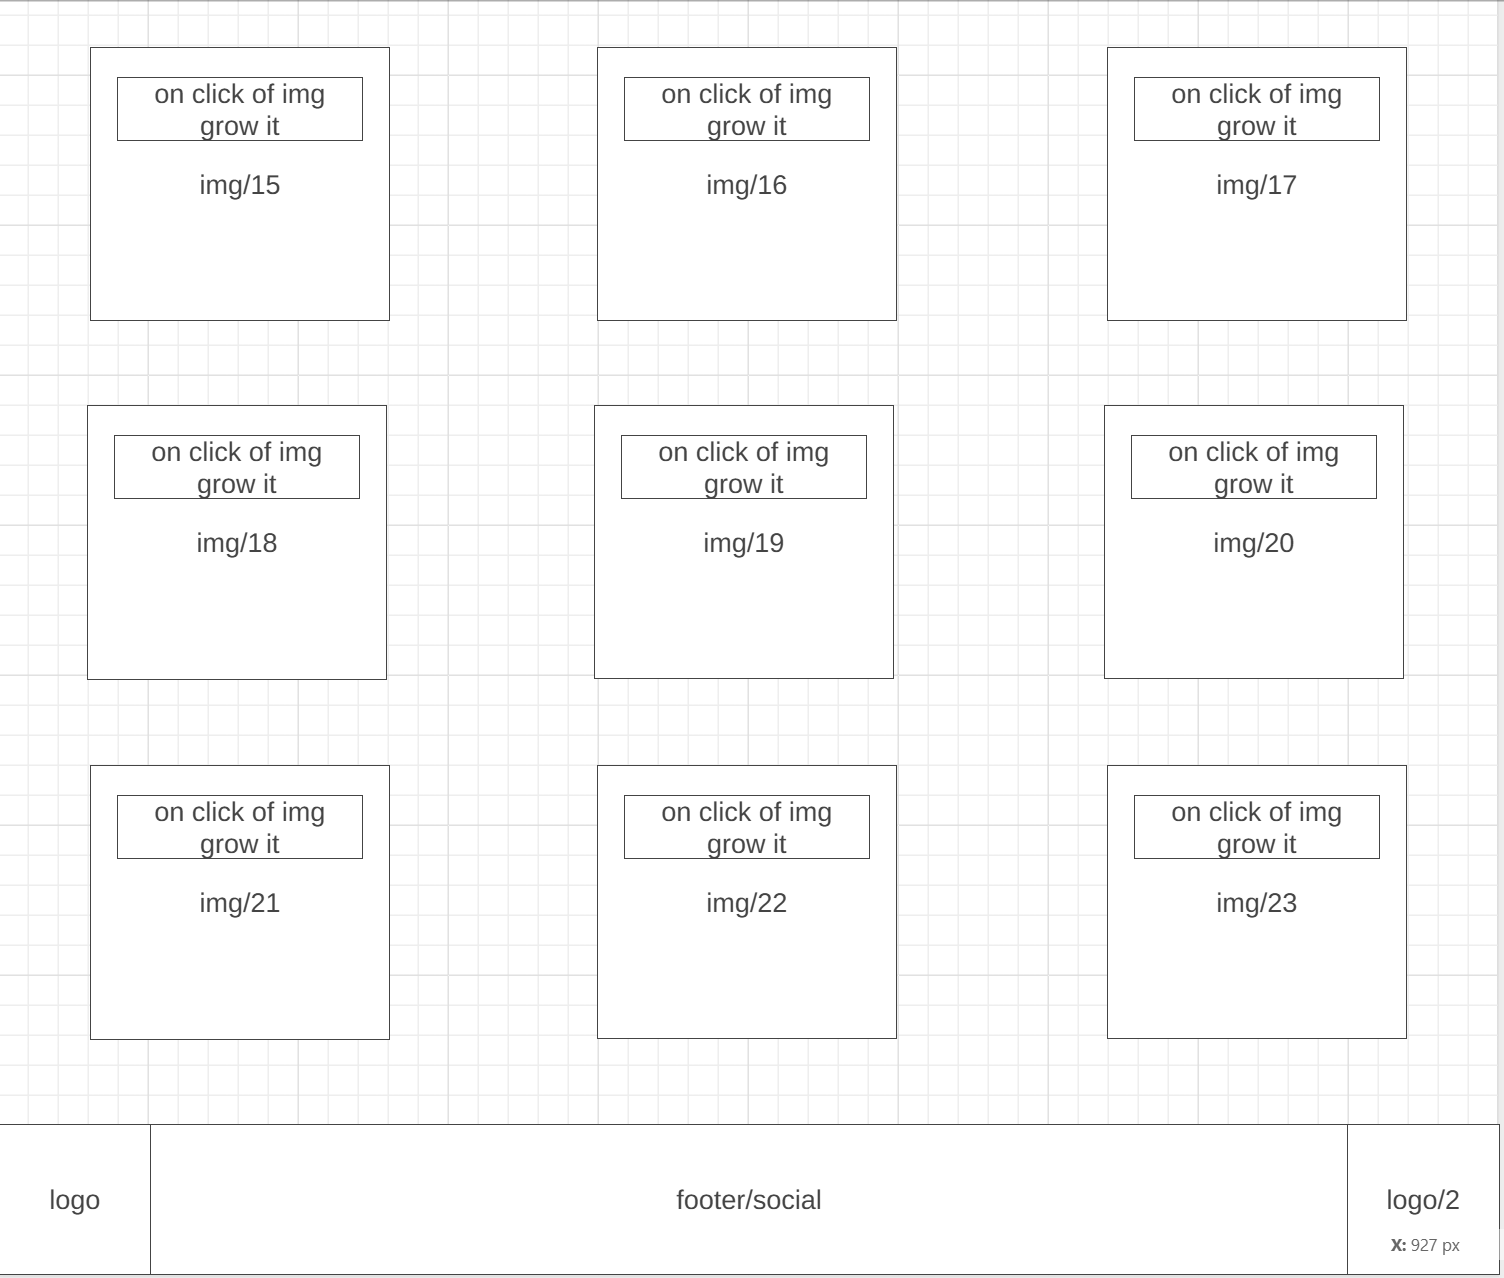 on click of img
grow it
img/15
on click of img
grow it
img/16
on click of img
grow it
img/17
on click of img
grow it
img/18
on click of img
grow it
img/19
on click of img
grow it
img/20
on click of img
grow it
img/21
on click of img
grow it
img/22
on click of img
grow it
img/23
logo
footer/social
logo/2
X: 927 px